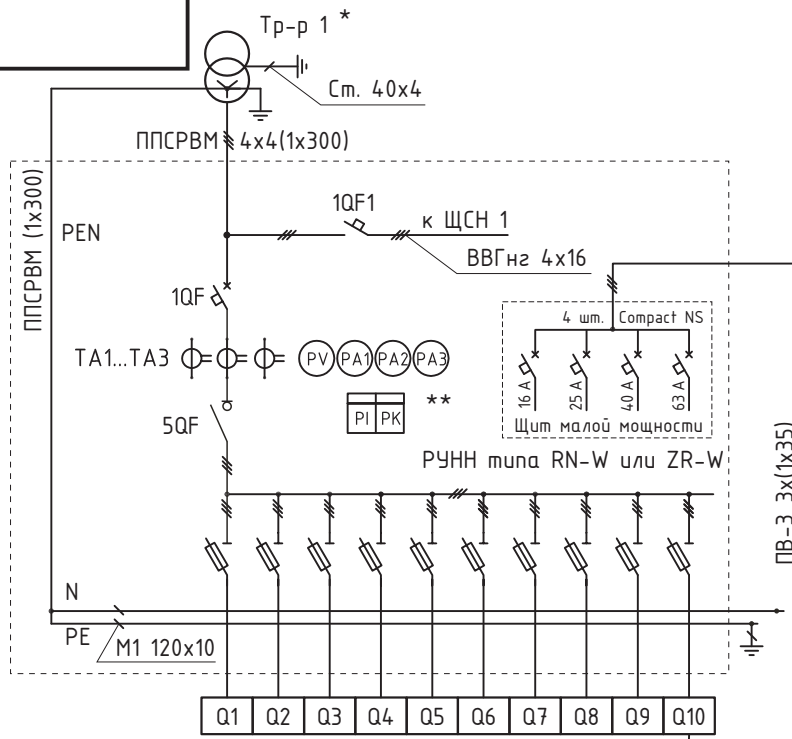 Тр-р 1 *
Ст. 40х4
ППСРВМ 4х4(1х300)
ППСРВМ (1х300)
PEN
1QF1
к ЩСН 1
ВВГнг 4х16
1QF
4 шт. Compact NS
16 А
25 А
40 А
63 А
Щит малой мощности
ТА1...ТА3
PV
PA1
PA2
PA3
PI
PK
**
5QF
РУНН типа RN-W или ZR-W
ПВ-3 3х(1х35)
N
PE
М1 120х10
Q1
Q2
Q3
Q4
Q5
Q6
Q7
Q8
Q9
Q10